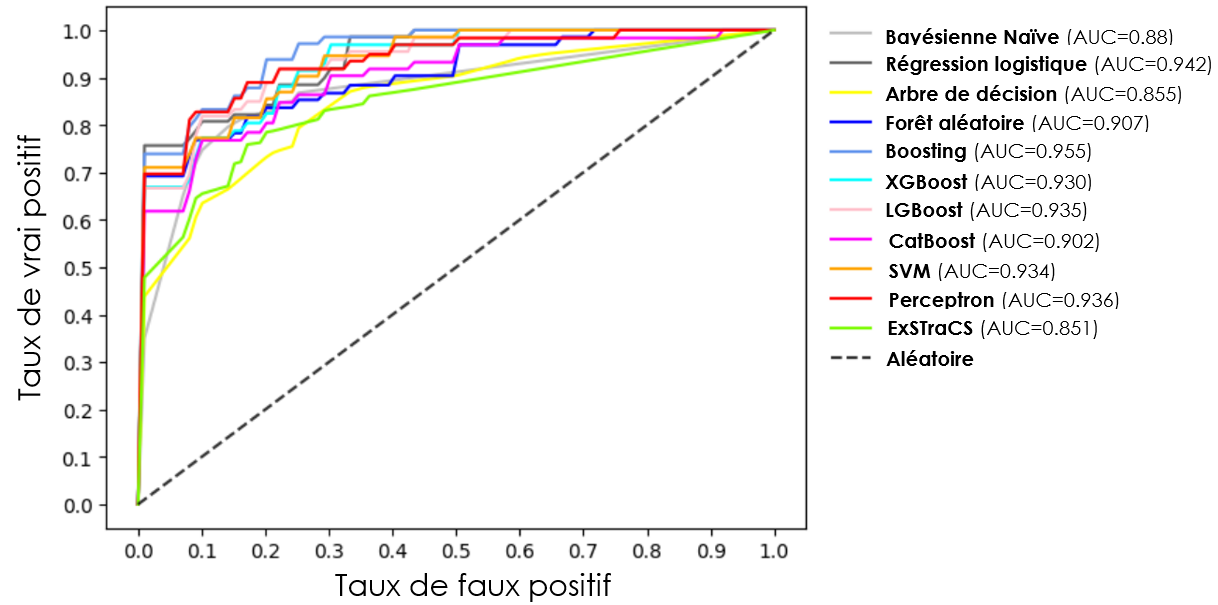 1.0
0.9
0.8
0.7
0.6
0.5
0.4
0.3
0.2
0.1
0.0
Taux de vrai positif
0.0 0.1 0.2 0.3 0.4 0.5 0.6 0.7 0.8 0.9 1.0
Taux de faux positif
Bayésienne Naïve (AUC=0.88)
Régression logistique (AUC=0.942)
Arbre de décision (AUC=0.855)
Forêt aléatoire (AUC=0.907)
Boosting (AUC=0.955)
XGBoost (AUC=0.930)
LGBoost (AUC=0.935)
CatBoost (AUC=0.902)
SVM (AUC=0.934)
Perceptron (AUC=0.936)
ExSTraCS (AUC=0.851)
Aléatoire